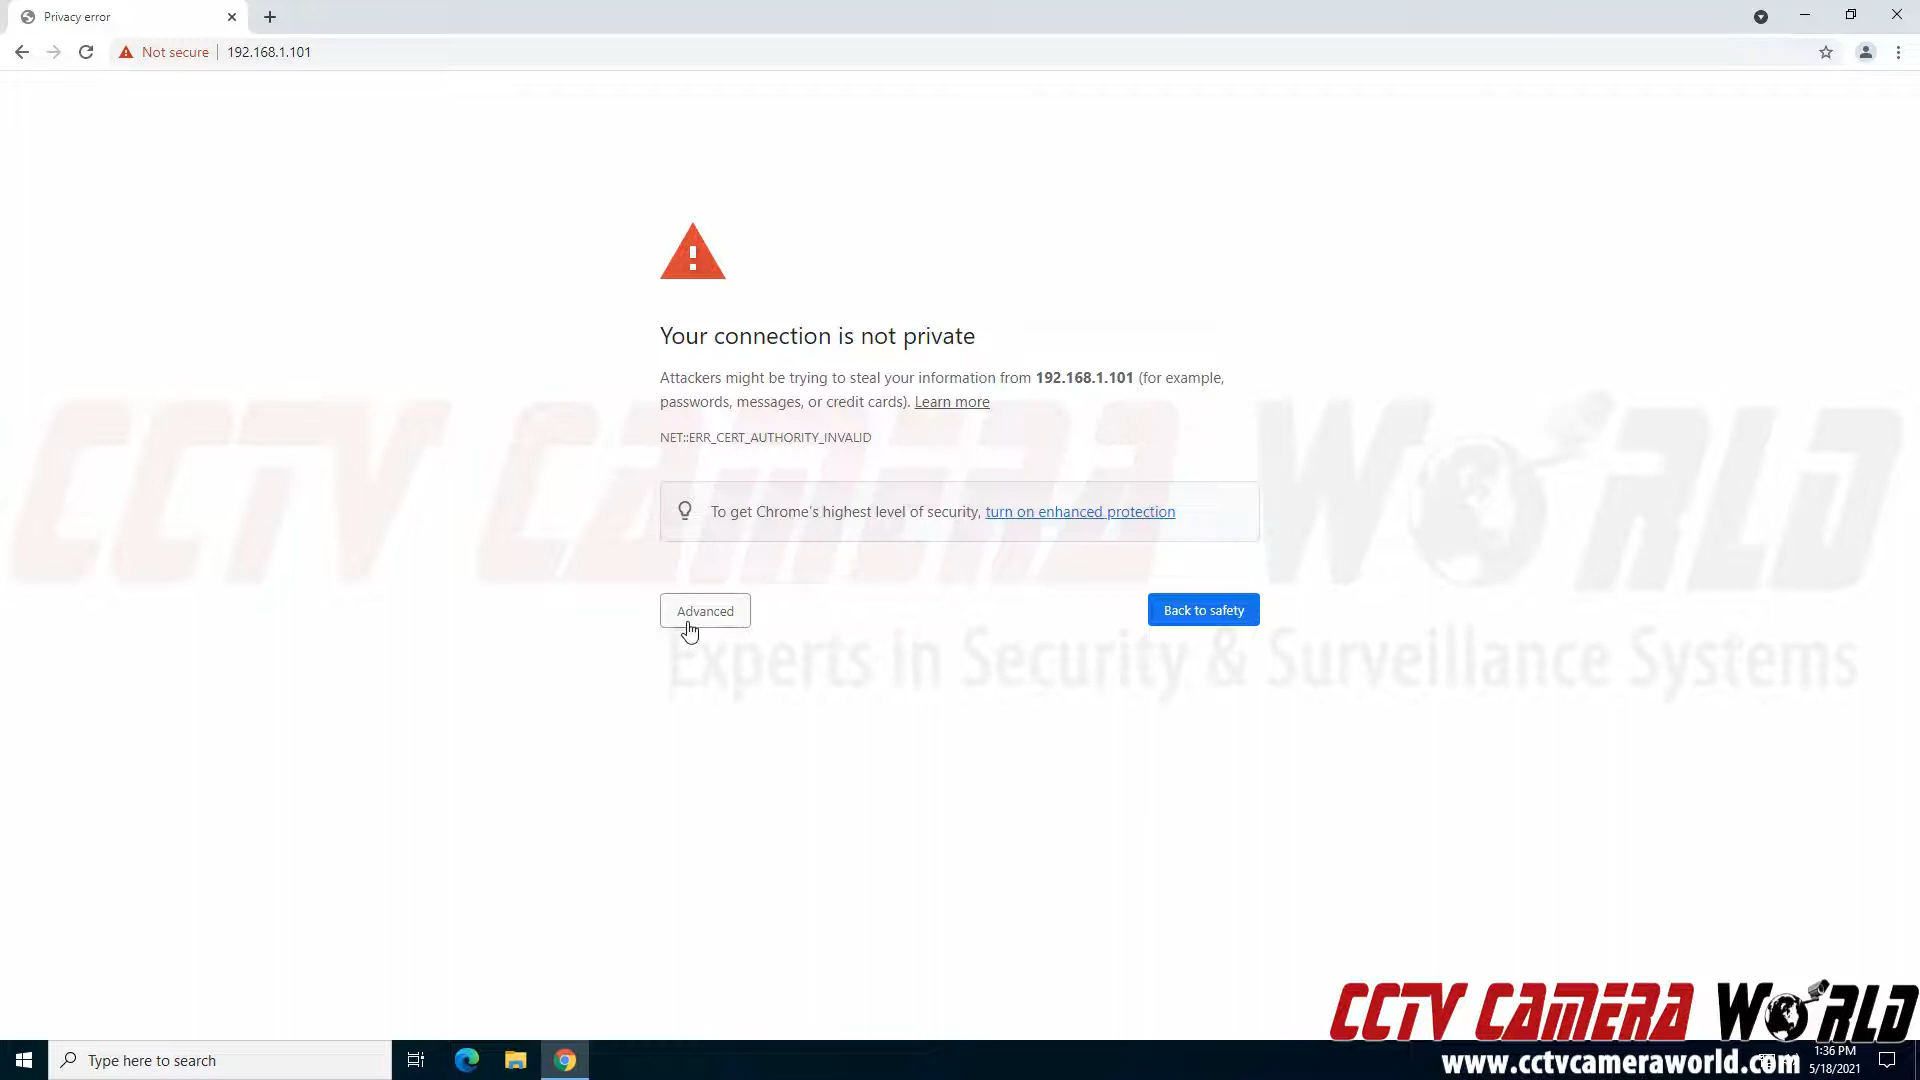 Privacy error
Not secure
192.168.1.101
Your connection is not private
Attackers might be trying to steal your information from 192.168.1.101 (for example,
passwords, messages, or credit cards). Learn more
NET::ERR_CERT_AUTHORITY_INVALID
CCTV CAMERA WORLD
To get Chrome's highest level of security, turn on enhanced protection
Advanced
Back to safety
Experts in Security & Surveillance Systems
CCTV CAMERA WORLD
www.cctvcameraworld.com
Type here to search
1:36 PM
5/18/2021